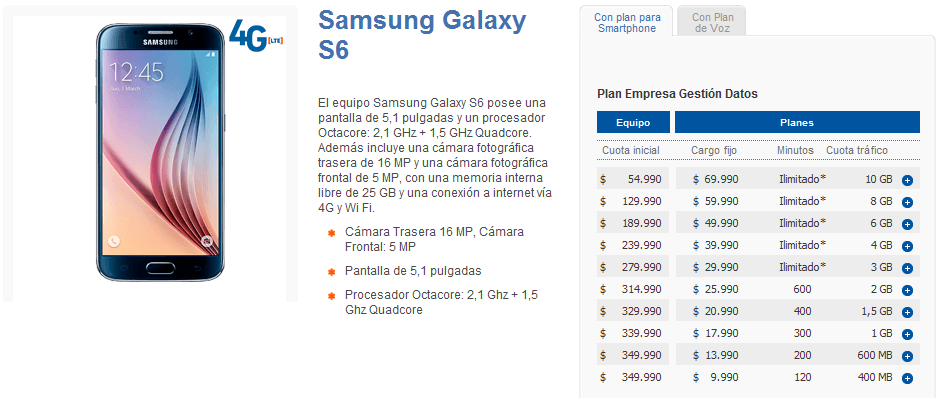 4G [LTE]
SAMSUNG
10:45
Sun, 1 March
Samsung Galaxy
S6
El equipo Samsung Galaxy S6 posee una
pantalla de 5,1 pulgadas y un procesador
Octacore: 2,1 GHz + 1,5 GHz Quadcore.
Además incluye una cámara fotográfica
trasera de 16 MP y una cámara fotográfica
frontal de 5 MP, con una memoria interna
libre de 25 GB y una conexión a internet vía
4G y Wi Fi.
Cámara Trasera 16 MP, Cámara
Frontal: 5 MP
Pantalla de 5,1 pulgadas
Procesador Octacore: 2,1 Ghz + 1,5
Ghz Quadcore
Con plan para
Smartphone
Con Plan
de Voz
Plan Empresa Gestión Datos
Equipo Planes
Cuota inicial Cargo fijo Minutos Cuota tráfico
$ 54.990 $ 69.990 Ilimitado* 10 GB
$ 129.990 $ 59.990 Ilimitado* 8 GB
$ 189.990 $ 49.990 Ilimitado* 6 GB
$ 239.990 $ 39.990 Ilimitado* 4 GB
$ 279.990 $ 29.990 Ilimitado* 3 GB
$ 314.990 $ 25.990 600 2 GB
$ 329.990 $ 20.990 400 1,5 GB
$ 339.990 $ 17.990 300 1 GB
$ 349.990 $ 13.990 200 600 MB
$ 349.990 $ 9.990 120 400 MB